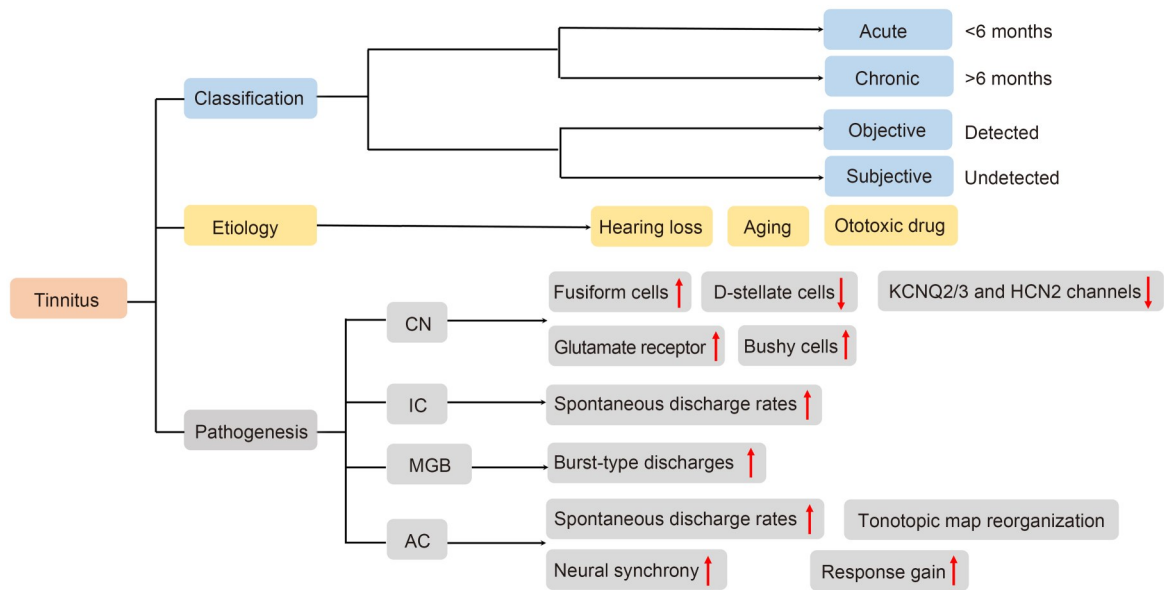 Tinnitus
Classification
Acute <6 months
Chronic >6 months
Objective Detected
Subjective Undetected
Etiology
Hearing loss Aging Ototoxic drug
Pathogenesis
CN
Fusiform cells D-stellate cells KCNQ2/3 and HCN2 channels
Glutamate receptor Bushy cells
IC
Spontaneous discharge rates
MGB
Burst-type discharges
AC
Spontaneous discharge rates Tonotopic map reorganization
Neural synchrony Response gain